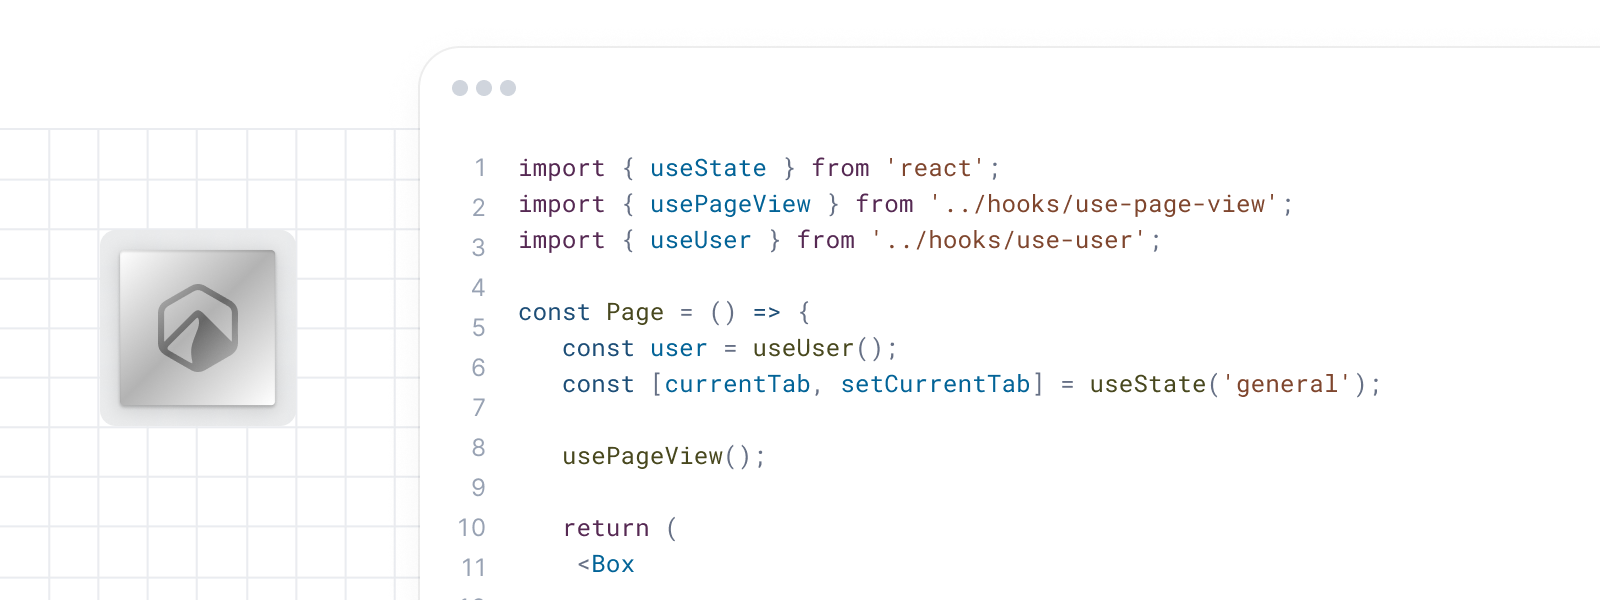 1 import { useState } from 'react';
2 import { usePageView } from '../hooks/use-page-view';
3 import { useUser } from '../hooks/use-user';
4
5 const Page = () => {
6 const user = useUser();
7 const [currentTab, setCurrentTab] = useState('general');
8
9 usePageView();
10
11 return (
<Box